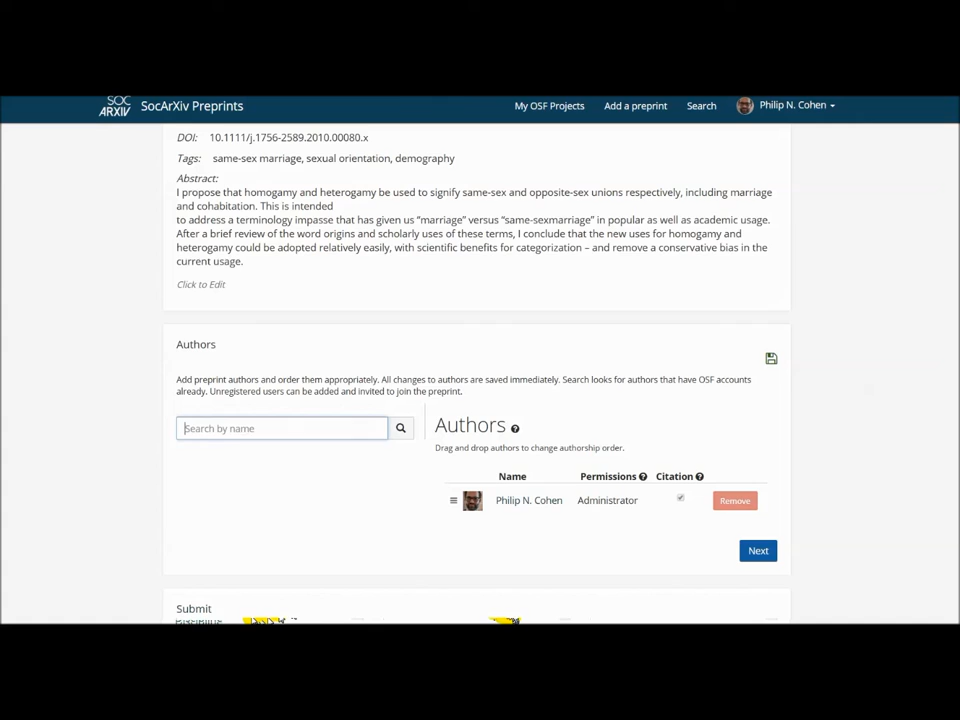 SOC
ARXIV
SocArXiv Preprints
My OSF Projects
Add a preprint
Search
Philip N. Cohen
DOI: 10.1111/j.1756-2589.2010.00080.x
Tags: same-sex marriage, sexual orientation, demography
Abstract:
I propose that homogamy and heterogamy be used to signify same-sex and opposite-sex unions respectively, including marriage
and cohabitation. This is intended
to address a terminology impasse that has given us “marriage” versus “same-sexmarriage” in popular as well as academic usage.
After a brief review of the word origins and scholarly uses of these terms, I conclude that the new uses for homogamy and
heterogamy could be adopted relatively easily, with scientific benefits for categorization – and remove a conservative bias in the
current usage.
Click to Edit
Authors
Add preprint authors and order them appropriately. All changes to authors are saved immediately. Search looks for authors that have OSF accounts
already. Unregistered users can be added and invited to join the preprint.
Search by name
Authors
Drag and drop authors to change authorship order.
Name Permissions Citation
Philip N. Cohen Administrator Remove
Next
Submit